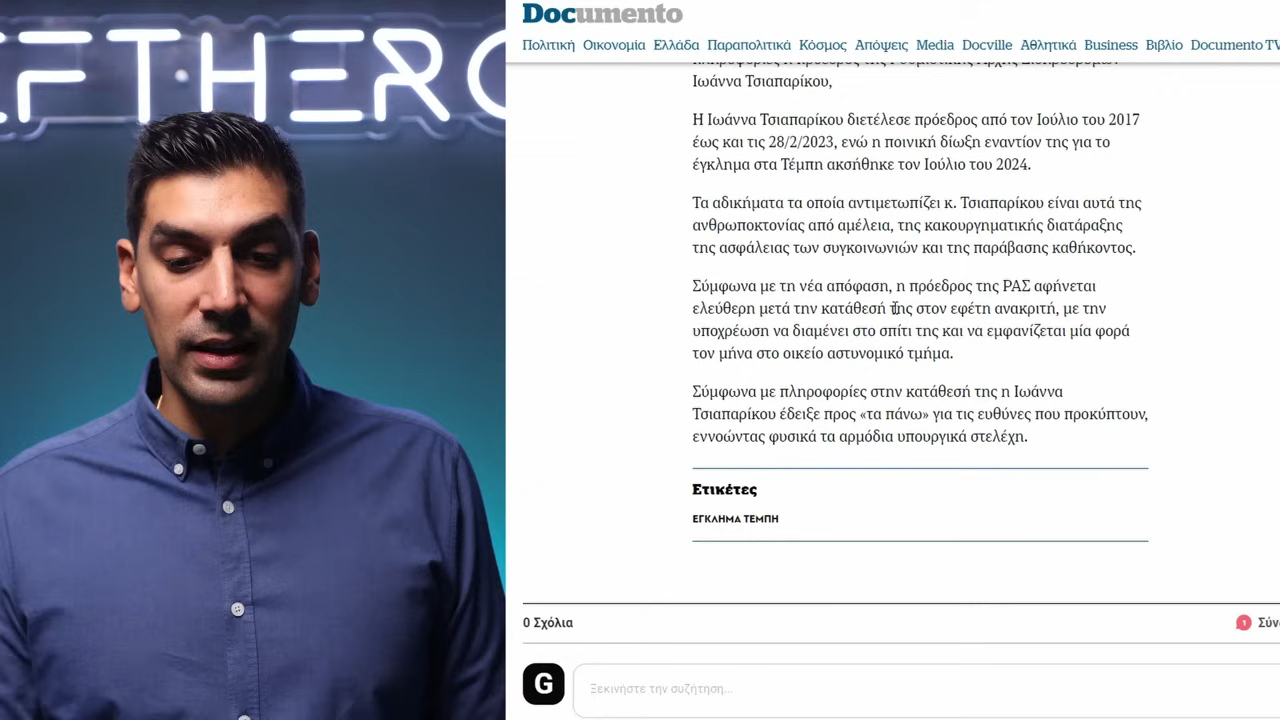 Documento
Πολιτική Οικονομία Ελλάδα Παραπολιτικά Κόσμος Απόψεις Media Docville Αθλητικά Business Βιβλίο Documento TV
Ιωάννα Τσιαπαρίκου,
Η Ιωάννα Τσιαπαρίκου διετέλεσε πρόεδρος από τον Ιούλιο του 2017
έως και τις 28/2/2023, ενώ η ποινική δίωξη εναντίον της για το
έγκλημα στα Τέμπη ακσήθηκε τον Ιούλιο του 2024.
Τα αδικήματα τα οποία αντιμετωπίζει κ. Τσιαπαρίκου είναι αυτά της
ανθρωποκτονίας από αμέλεια, της κακουργηματικής διατάραξης
της ασφάλειας των συγκοινωνιών και της παράβασης καθήκοντος.
Σύμφωνα με τη νέα απόφαση, η πρόεδρος της ΡΑΣ αφήνεται
ελεύθερη μετά την κατάθεσή της στον εφέτη ανακριτή, με την
υποχρέωση να διαμένει στο σπίτι της και να εμφανίζεται μία φορά
τον μήνα στο οικείο αστυνομικό τμήμα.
Σύμφωνα με πληροφορίες στην κατάθεσή της η Ιωάννα
Τσιαπαρίκου έδειξε προς «τα πάνω» για τις ευθύνες που προκύπτουν,
εννοώντας φυσικά τα αρμόδια υπουργικά στελέχη.
Ετικέτες
ΕΓΚΛΗΜΑ ΤΕΜΠΗ
0 Σχόλια
1
G
Ξεκινήστε την συζήτηση...